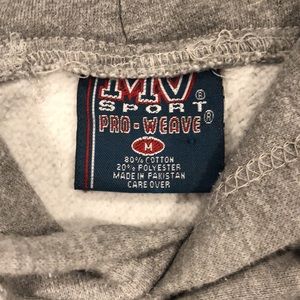 MV®
SPORT
PRO-WEAVE®
M
80% COTTON
20% POLYESTER
MADE IN PAKISTAN
CARE OVER